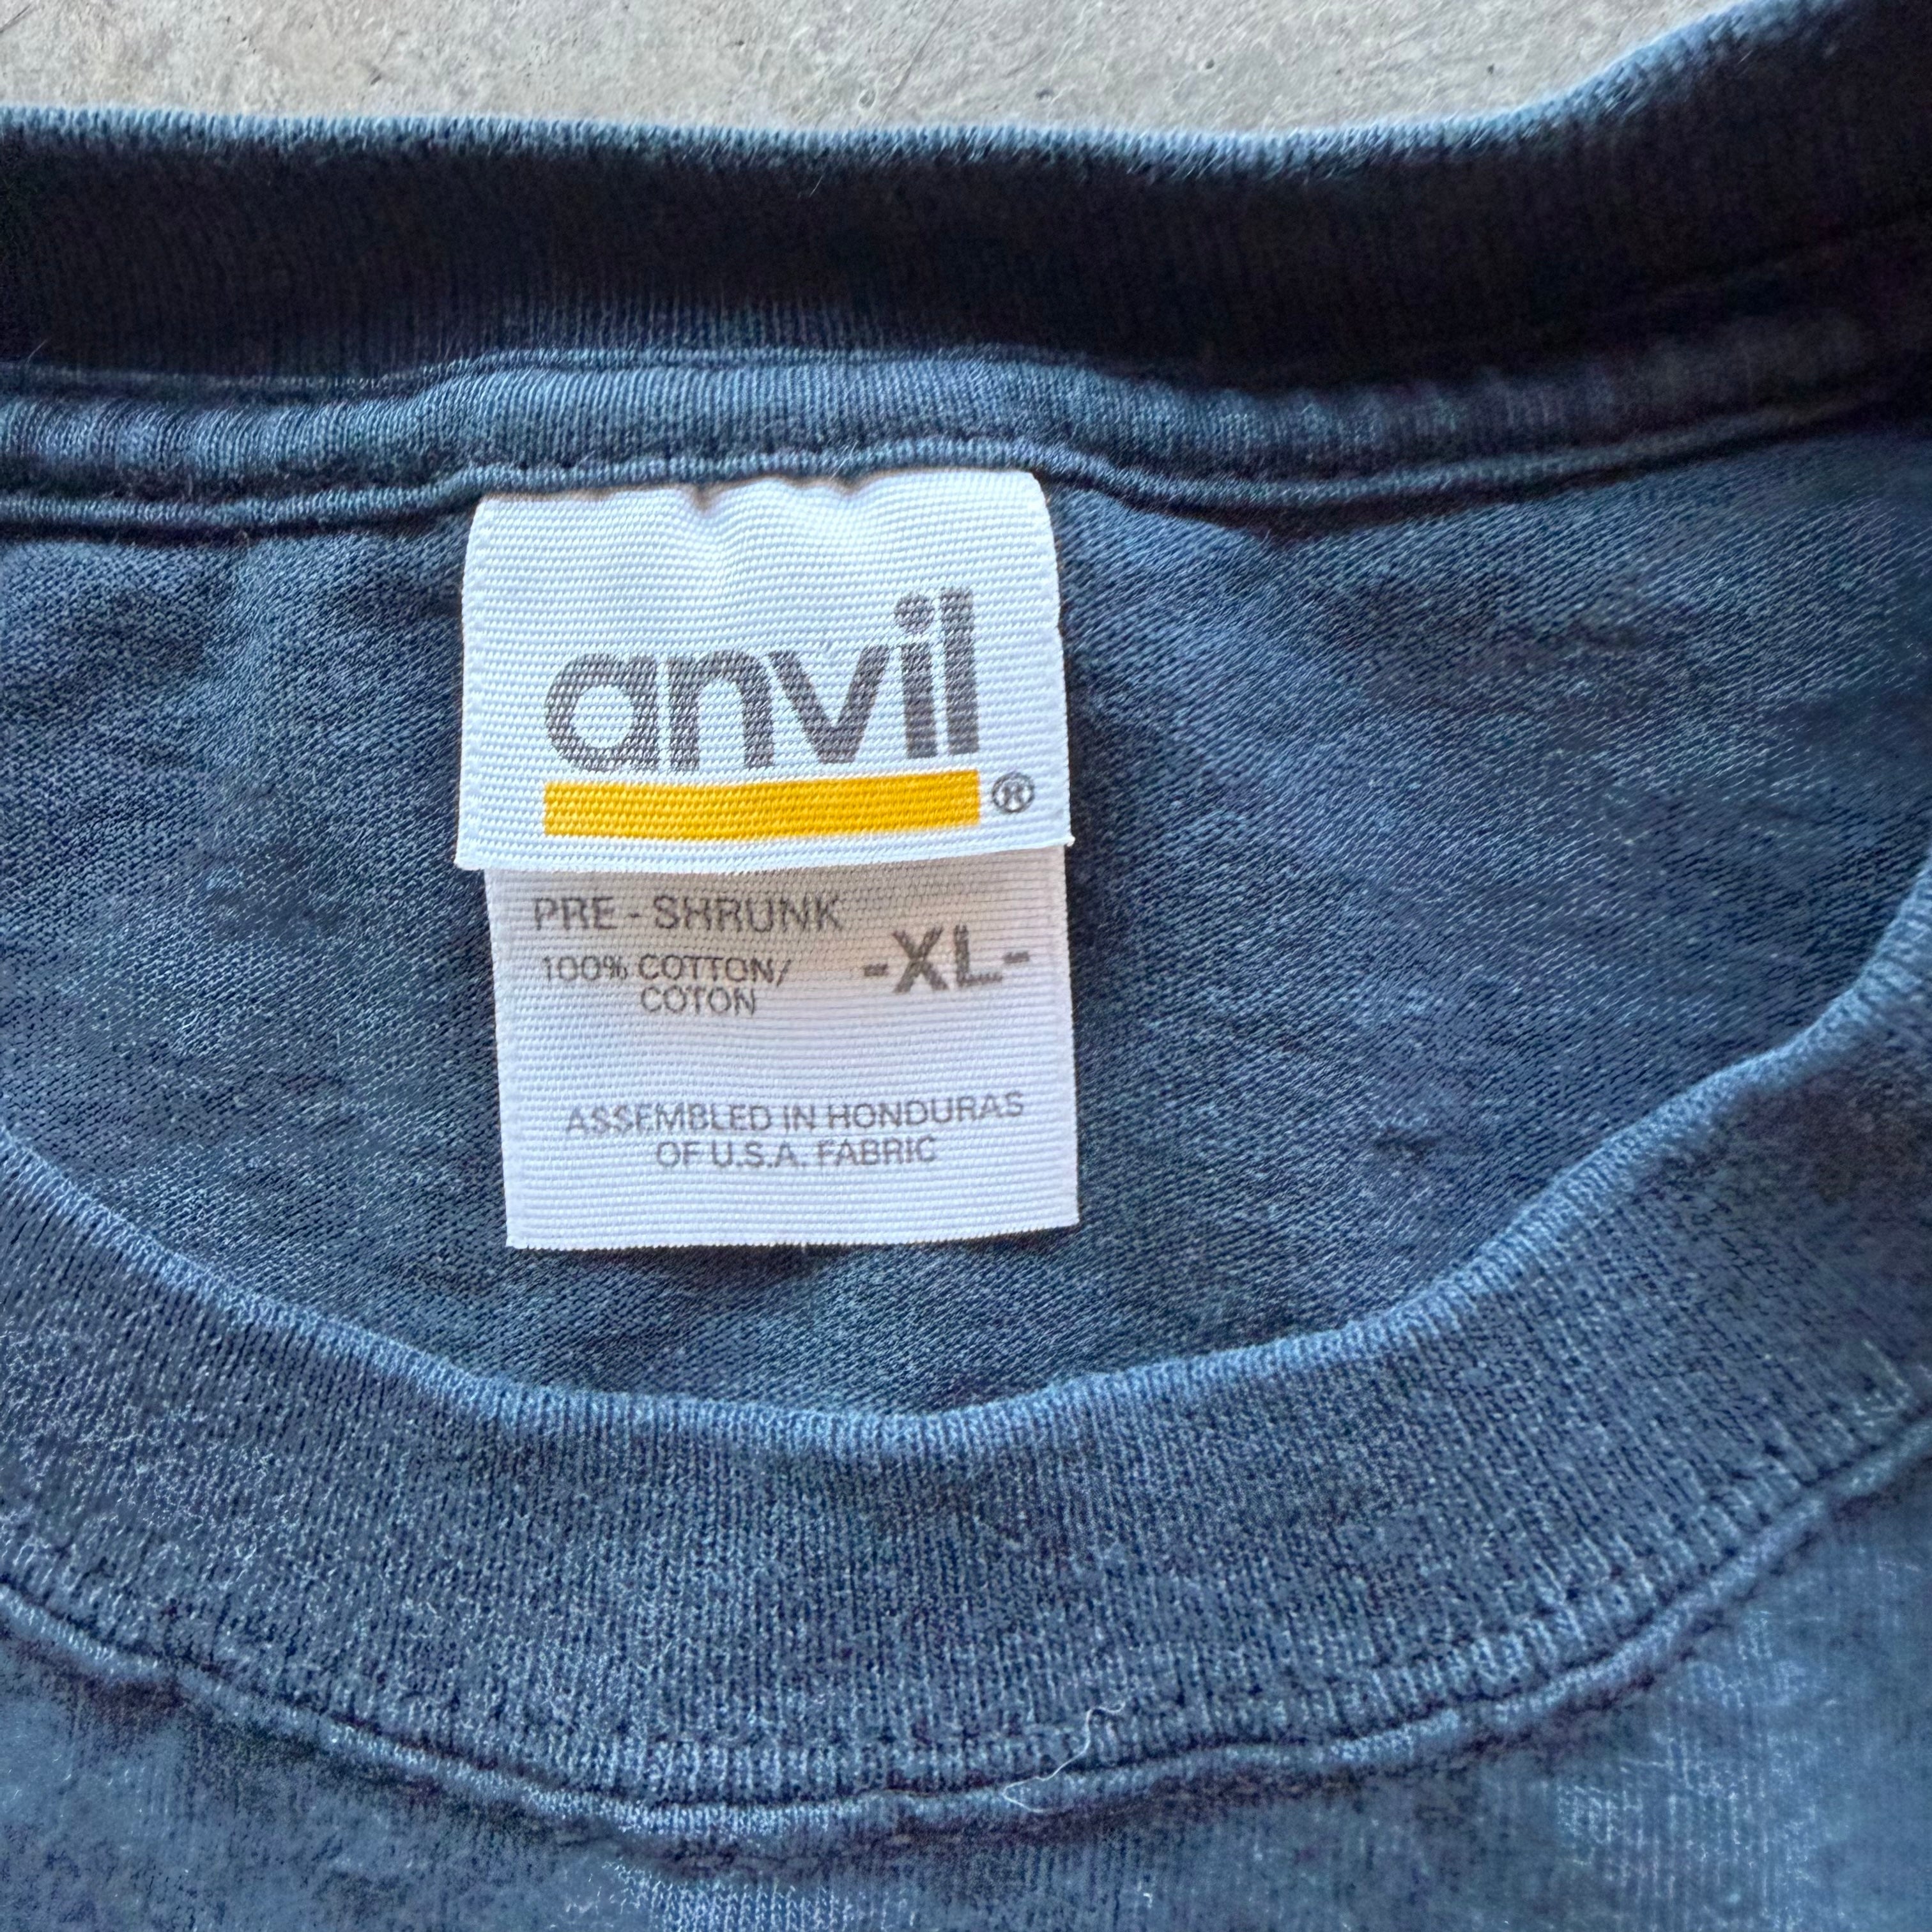 anvil®
PRE-SHRUNK
-XL-
100% COTTON/
COTON
ASSEMBLED IN HONDURAS
OF U.S.A. FABRIC